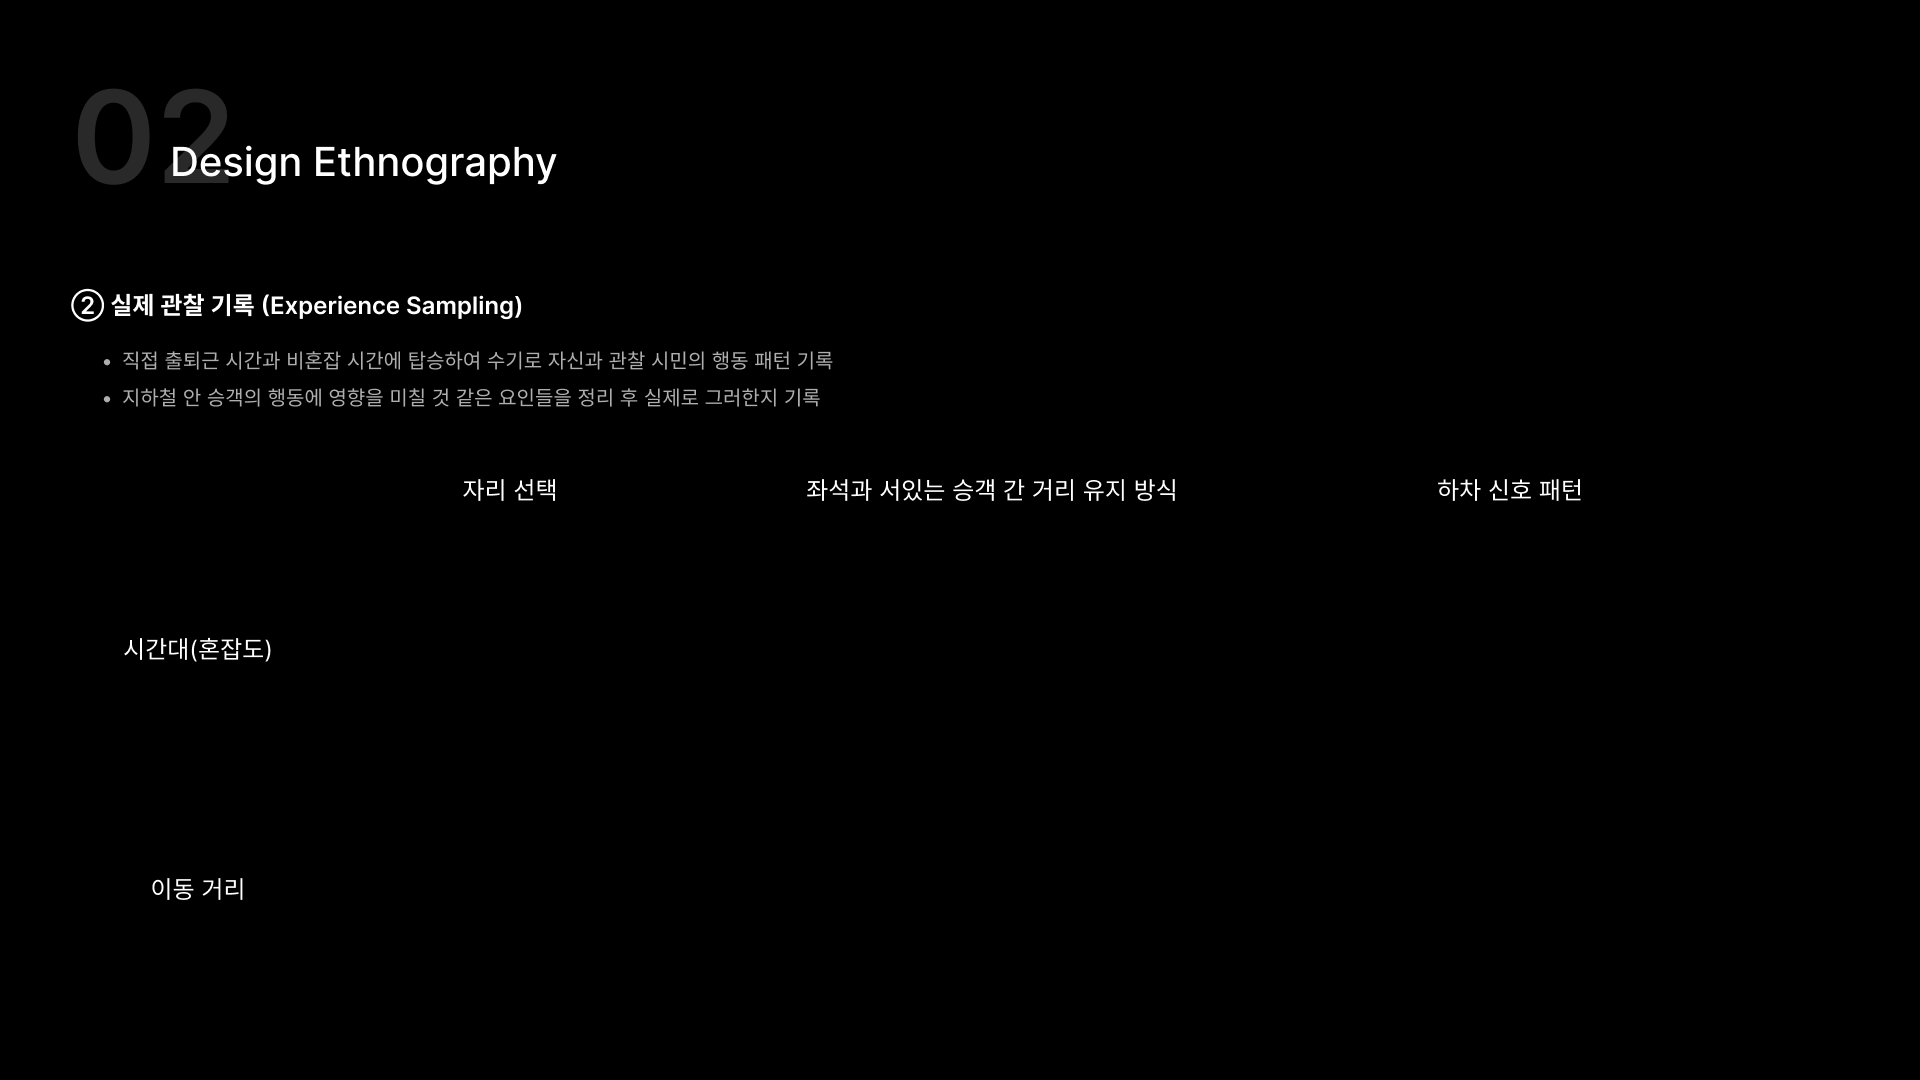 02
Design Ethnography
② 실제 관찰 기록 (Experience Sampling)
• 직접 출퇴근 시간과 비혼잡 시간에 탑승하여 수기로 자신과 관찰 시민의 행동 패턴 기록
• 지하철 안 승객의 행동에 영향을 미칠 것 같은 요인들을 정리 후 실제로 그러한지 기록
자리 선택
좌석과 서있는 승객 간 거리 유지 방식
하차 신호 패턴
시간대(혼잡도)
이동 거리